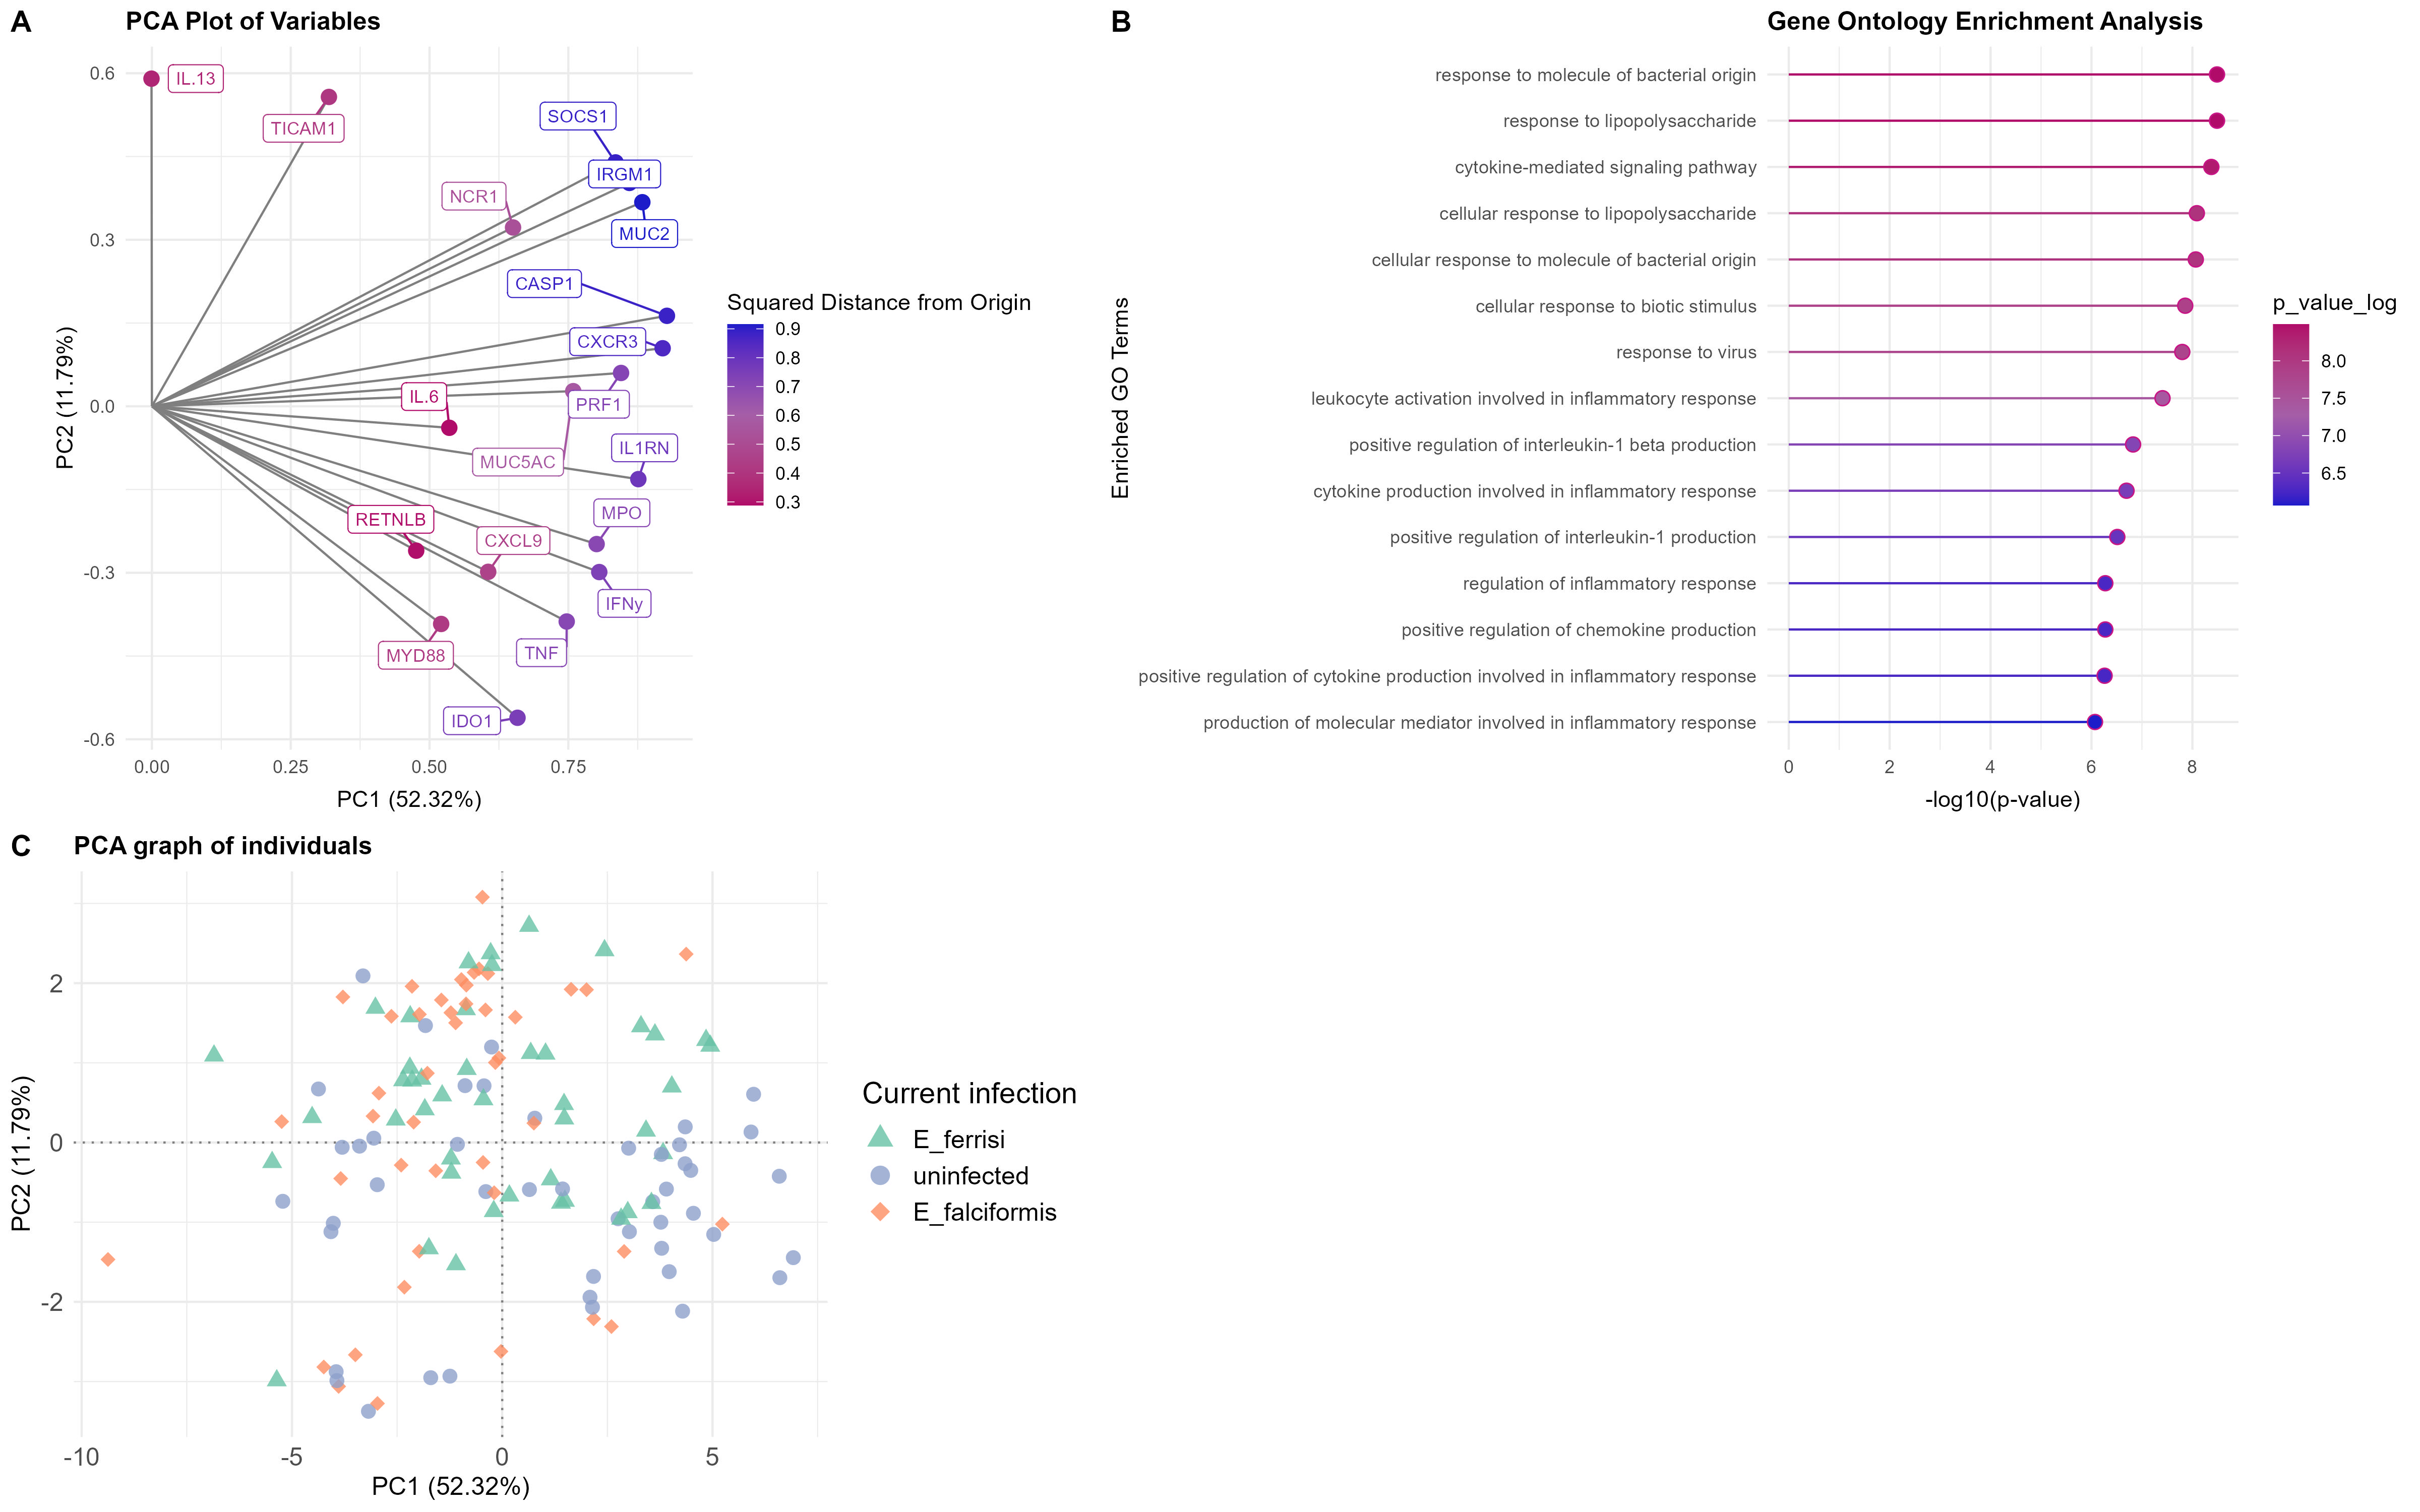 A
PCA Plot of Variables
PC2 (11.79%)
0.6
0.3
0.0
-0.3
-0.6
IL.13
TICAM1
SOCS1
IRGM1
NCR1
MUC2
CASP1
CXCR3
IL.6
PRF1
IL1RN
MUC5AC
MPO
RETNLB
CXCL9
IFNy
TNF
MYD88
IDO1
0.00 0.25 0.50 0.75
PC1 (52.32%)
Squared Distance from Origin
0.9
0.8
0.7
0.6
0.5
0.4
0.3
B
Gene Ontology Enrichment Analysis
Enriched GO Terms
response to molecule of bacterial origin
response to lipopolysaccharide
cytokine-mediated signaling pathway
cellular response to lipopolysaccharide
cellular response to molecule of bacterial origin
cellular response to biotic stimulus
response to virus
leukocyte activation involved in inflammatory response
positive regulation of interleukin-1 beta production
cytokine production involved in inflammatory response
positive regulation of interleukin-1 production
regulation of inflammatory response
positive regulation of chemokine production
positive regulation of cytokine production involved in inflammatory response
production of molecular mediator involved in inflammatory response
0 2 4 6 8
-log10(p-value)
p_value_log
8.0
7.5
7.0
6.5
C
PCA graph of individuals
PC2 (11.79%)
2
0
-2
-10 -5 0 5
PC1 (52.32%)
Current infection
E_ferrisi
uninfected
E_falciformis